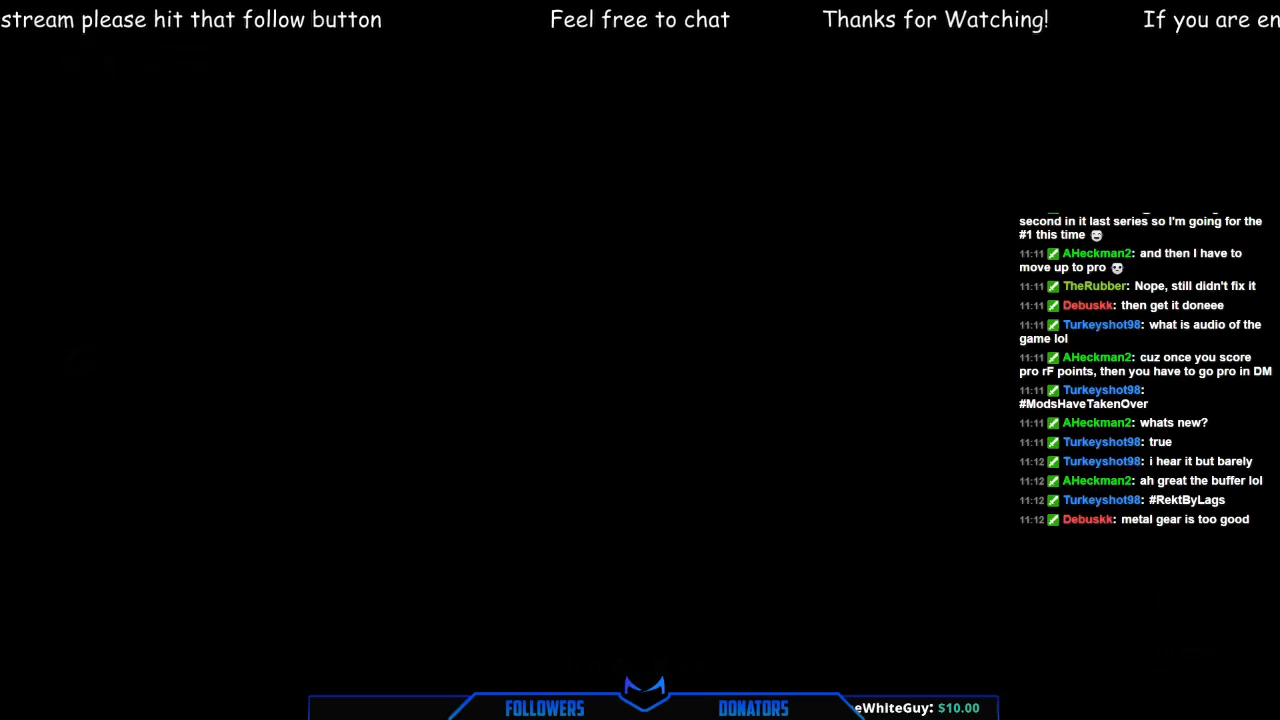 stream please hit that follow button Feel free to chat Thanks for Watching! If you are en
second in it last series so I'm going for the
#1 this time
11:11 AHeckman2: and then I have to
move up to pro
11:11 TheRubber: Nope, still didn't fix it
11:11 Debuskk: then get it doneee
11:11 Turkeyshot98: what is audio of the
game lol
11:11 AHeckman2: cuz once you score
pro rF points, then you have to go pro in DM
11:11 Turkeyshot98:
#ModsHaveTakenOver
11:11 AHeckman2: whats new?
11:11 Turkeyshot98: true
11:12 Turkeyshot98: i hear it but barely
11:12 AHeckman2: ah great the buffer lol
11:12 Turkeyshot98: #RektByLags
11:12 Debuskk: metal gear is too good
FOLLOWERS DONATORS eWhiteGuy: $10.00